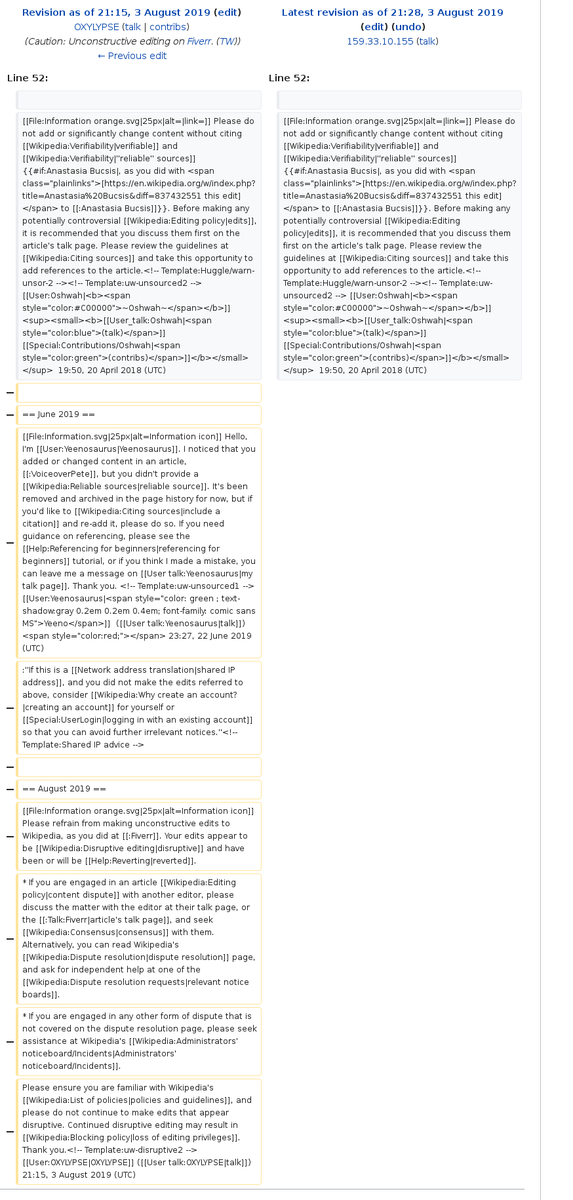 Revision as of 21:15, 3 August 2019 (edit)
OXYLYPSE (talk | contribs)
(Caution: Unconstructive editing on Fiverr. (TW))
← Previous edit
Latest revision as of 21:28, 3 August 2019
(edit) (undo)
159.33.10.155 (talk)
Line 52:
Line 52:
[[File:Information orange.svg|25px|alt=|link=]] Please do
not add or significantly change content without citing
[[Wikipedia:Verifiability|verifiable]] and
[[Wikipedia:Verifiability|''reliable'' sources]]
{{#if:Anastasia Bucsis|, as you did with <span
class="plainlinks">[https://en.wikipedia.org/w/index.php?
title=Anastasia%20Bucsis&diff=837432551 this edit]
</span> to [[:Anastasia Bucsis]]}}. Before making any
potentially controversial [[Wikipedia:Editing policy|edits]],
it is recommended that you discuss them first on the
article's talk page. Please review the guidelines at
[[Wikipedia:Citing sources]] and take this opportunity to
add references to the article.<!-- Template:Huggle/warn-
unsor-2 --><!-- Template:uw-unsourced2 -->
[[User:Oshwah|<b><span
style="color:#C00000">~Oshwah~</span></b>]]
<sup><small><b>[[User_talk:Oshwah|<span
style="color:blue">(talk)</span>]]
[[Special:Contributions/Oshwah|<span
style="color:green">(contribs)</span>]]</b></small>
</sup>  19:50, 20 April 2018 (UTC)
[[File:Information orange.svg|25px|alt=|link=]] Please do
not add or significantly change content without citing
[[Wikipedia:Verifiability|verifiable]] and
[[Wikipedia:Verifiability|''reliable'' sources]]
{{#if:Anastasia Bucsis|, as you did with <span
class="plainlinks">[https://en.wikipedia.org/w/index.php?
title=Anastasia%20Bucsis&diff=837432551 this edit]
</span> to [[:Anastasia Bucsis]]}}. Before making any
potentially controversial [[Wikipedia:Editing
policy|edits]], it is recommended that you discuss them
first on the article's talk page. Please review the
guidelines at [[Wikipedia:Citing sources]] and take this
opportunity to add references to the article.<!--
Template:Huggle/warn-unsor-2 --><!-- Template:uw-
unsourced2 --> [[User:Oshwah|<b><span
style="color:#C00000">~Oshwah~</span></b>]]
<sup><small><b>[[User_talk:Oshwah|<span
style="color:blue">(talk)</span>]]
[[Special:Contributions/Oshwah|<span
style="color:green">(contribs)</span>]]</b></small>
</sup>  19:50, 20 April 2018 (UTC)
−
− == June 2019 ==
[[File:Information.svg|25px|alt=Information icon]] Hello,
I'm [[User:Yeenosaurus|Yeenosaurus]]. I noticed that you
added or changed content in an article,
[[:VoiceoverPete]], but you didn't provide a
[[Wikipedia:Reliable sources|reliable source]]. It's been
removed and archived in the page history for now, but if
you'd like to [[Wikipedia:Citing sources|include a
citation]] and re-add it, please do so. If you need
guidance on referencing, please see the
− [[Help:Referencing for beginners|referencing for
beginners]] tutorial, or if you think I made a mistake, you
can leave me a message on [[User talk:Yeenosaurus|my
talk page]]. Thank you. <!-- Template:uw-unsourced1 -->
[[User:Yeenosaurus|<span style="color: green ; text-
shadow:gray 0.2em 0.2em 0.4em; font-family: comic sans
MS">Yeeno</span>]]  ([[User talk:Yeenosaurus|talk]])
<span style="color:red;"></span> 23:27, 22 June 2019
(UTC)
:''If this is a [[Network address translation|shared IP
address]], and you did not make the edits referred to
above, consider [[Wikipedia:Why create an account?
− |creating an account]] for yourself or
[[Special:UserLogin|logging in with an existing account]]
so that you can avoid further irrelevant notices.''<!--
Template:Shared IP advice -->
−
− == August 2019 ==
[[File:Information orange.svg|25px|alt=Information icon]]
Please refrain from making unconstructive edits to
− Wikipedia, as you did at [[:Fiverr]]. Your edits appear to
be [[Wikipedia:Disruptive editing|disruptive]] and have
been or will be [[Help:Reverting|reverted]].
* If you are engaged in an article [[Wikipedia:Editing
policy|content dispute]] with another editor, please
discuss the matter with the editor at their talk page, or
the [[:Talk:Fiverr|article's talk page]], and seek
− [[Wikipedia:Consensus|consensus]] with them.
Alternatively, you can read Wikipedia's
[[Wikipedia:Dispute resolution|dispute resolution]] page,
and ask for independent help at one of the
[[Wikipedia:Dispute resolution requests|relevant notice
boards]].
* If you are engaged in any other form of dispute that is
not covered on the dispute resolution page, please seek
− assistance at Wikipedia's [[Wikipedia:Administrators'
noticeboard/Incidents|Administrators'
noticeboard/Incidents]].
Please ensure you are familiar with Wikipedia's
[[Wikipedia:List of policies|policies and guidelines]], and
please do not continue to make edits that appear
− disruptive. Continued disruptive editing may result in
[[Wikipedia:Blocking policy|loss of editing privileges]].
Thank you.<!-- Template:uw-disruptive2 -->
[[User:OXYLYPSE|OXYLYPSE]] ([[User talk:OXYLYPSE|talk]])
21:15, 3 August 2019 (UTC)